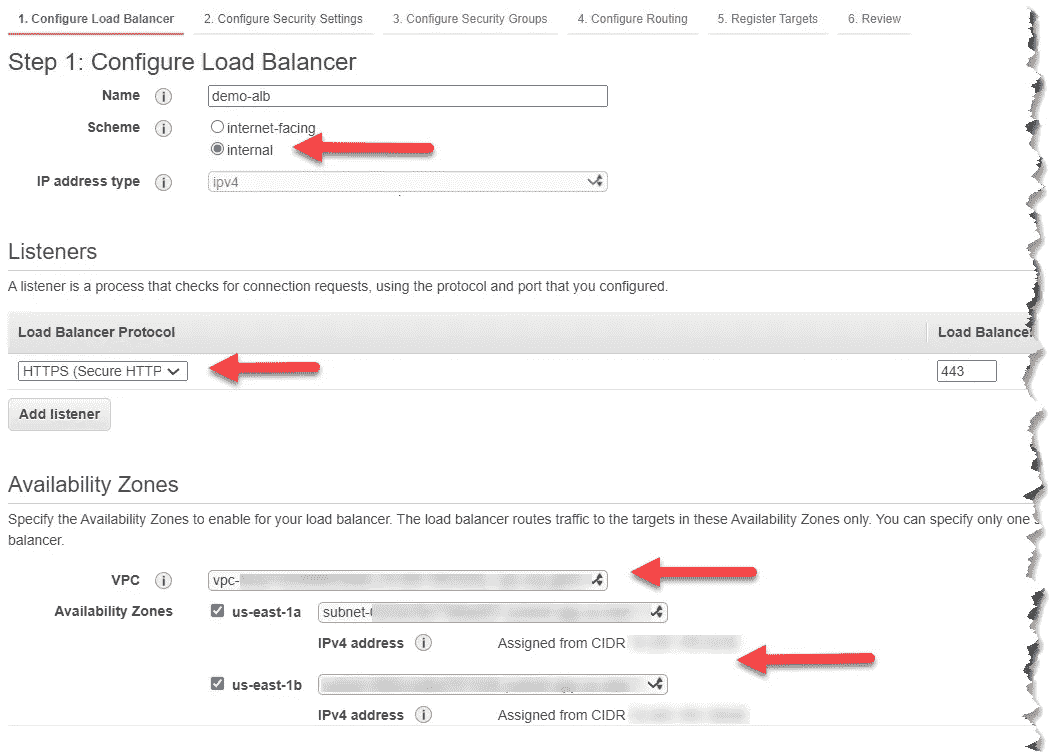 1. Configure Load Balancer 2. Configure Security Settings 3. Configure Security Groups 4. Configure Routing 5. Register Targets 6. Review
Step 1: Configure Load Balancer
Name i demo-alb
Scheme i internet-facing
internal
IP address type i ipv4
Listeners
A listener is a process that checks for connection requests, using the protocol and port that you configured.
Load Balancer Protocol Load Balancer
HTTPS (Secure HTTP 443
Add listener
Availability Zones
Specify the Availability Zones to enable for your load balancer. The load balancer routes traffic to the targets in these Availability Zones only. You can specify only one
balancer.
VPC i vpc-
Availability Zones us-east-1a subnet-
IPv4 address i Assigned from CIDR
us-east-1b
IPv4 address i Assigned from CIDR